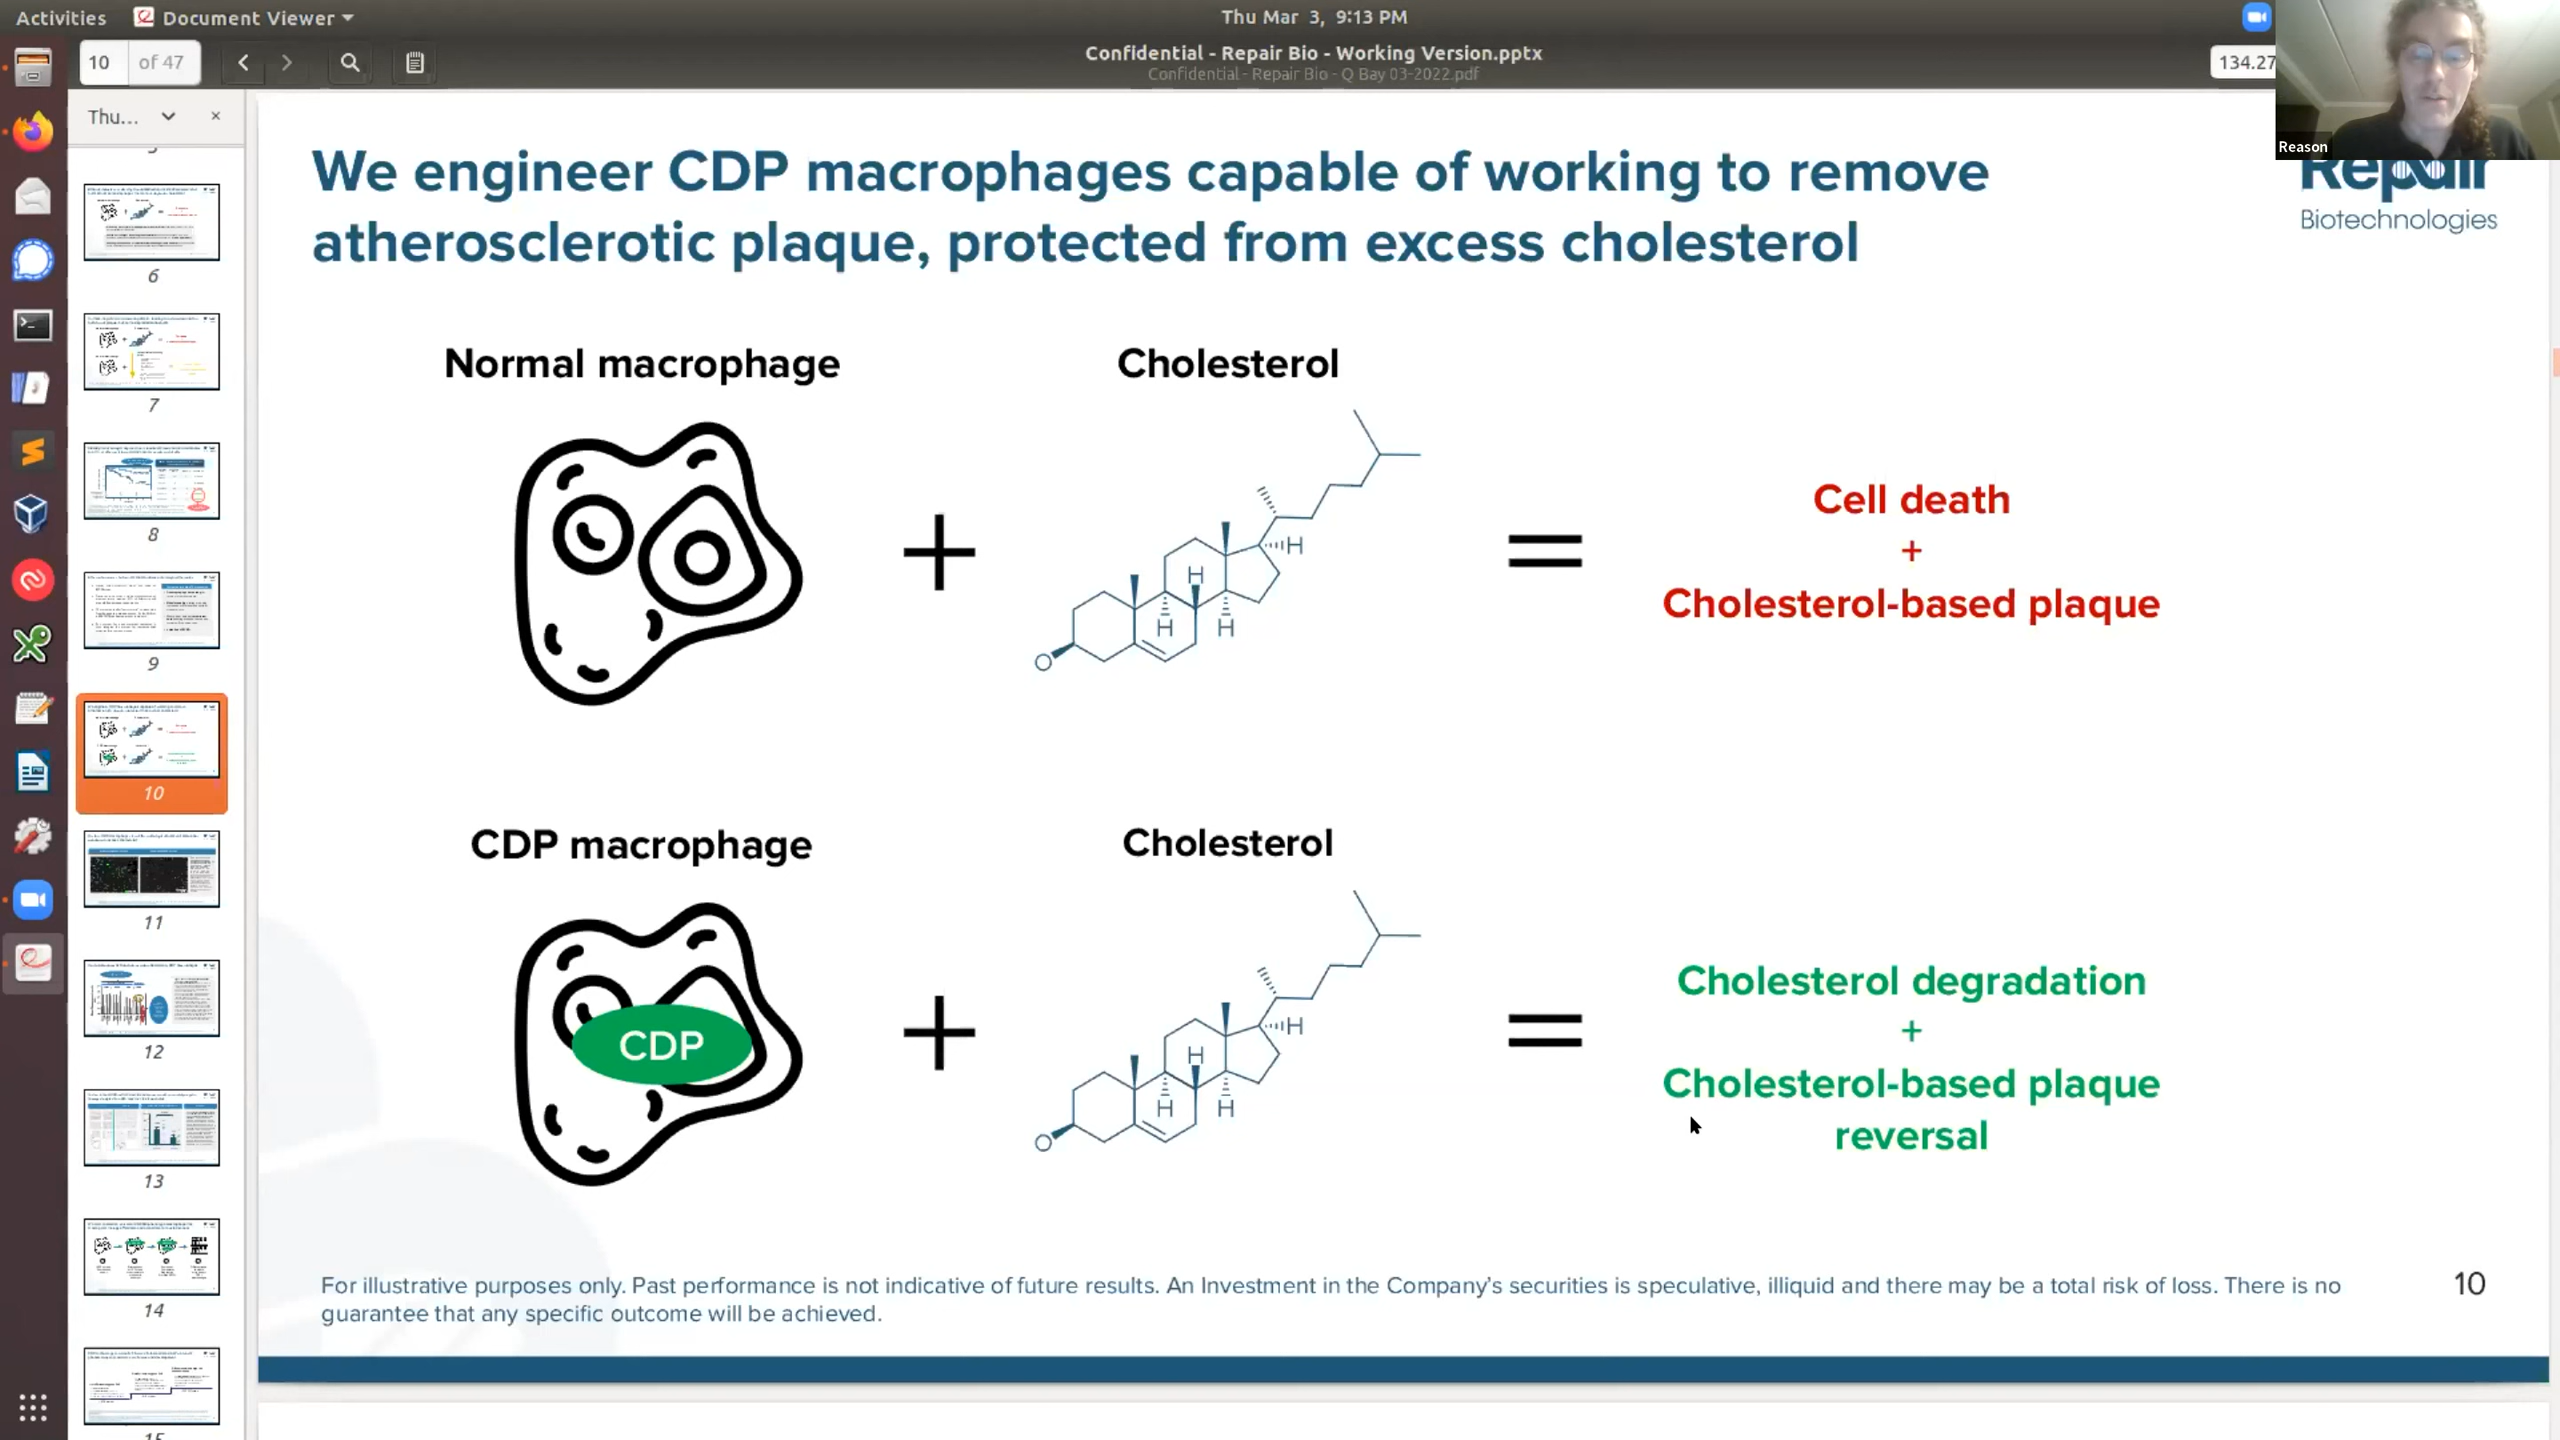 Activities
Document Viewer
Thu Mar 3, 9:13 PM
10 of 47
Confidential - Repair Bio - Working Version.pptx
Confidential - Repair Bio - Q Bay 03-2022.pdf
134.27
Reason
Thu...
6
7
8
9
10
11
12
13
14
15
We engineer CDP macrophages capable of working to remove
atherosclerotic plaque, protected from excess cholesterol
Repair
Biotechnologies
Normal macrophage
Cholesterol
+
=
H
H
H
H
O
Cell death
+
Cholesterol-based plaque
CDP macrophage
Cholesterol
CDP
+
=
H
H
H
H
O
Cholesterol degradation
+
Cholesterol-based plaque
reversal
For illustrative purposes only. Past performance is not indicative of future results. An Investment in the Company's securities is speculative, illiquid and there may be a total risk of loss. There is no
guarantee that any specific outcome will be achieved.
10